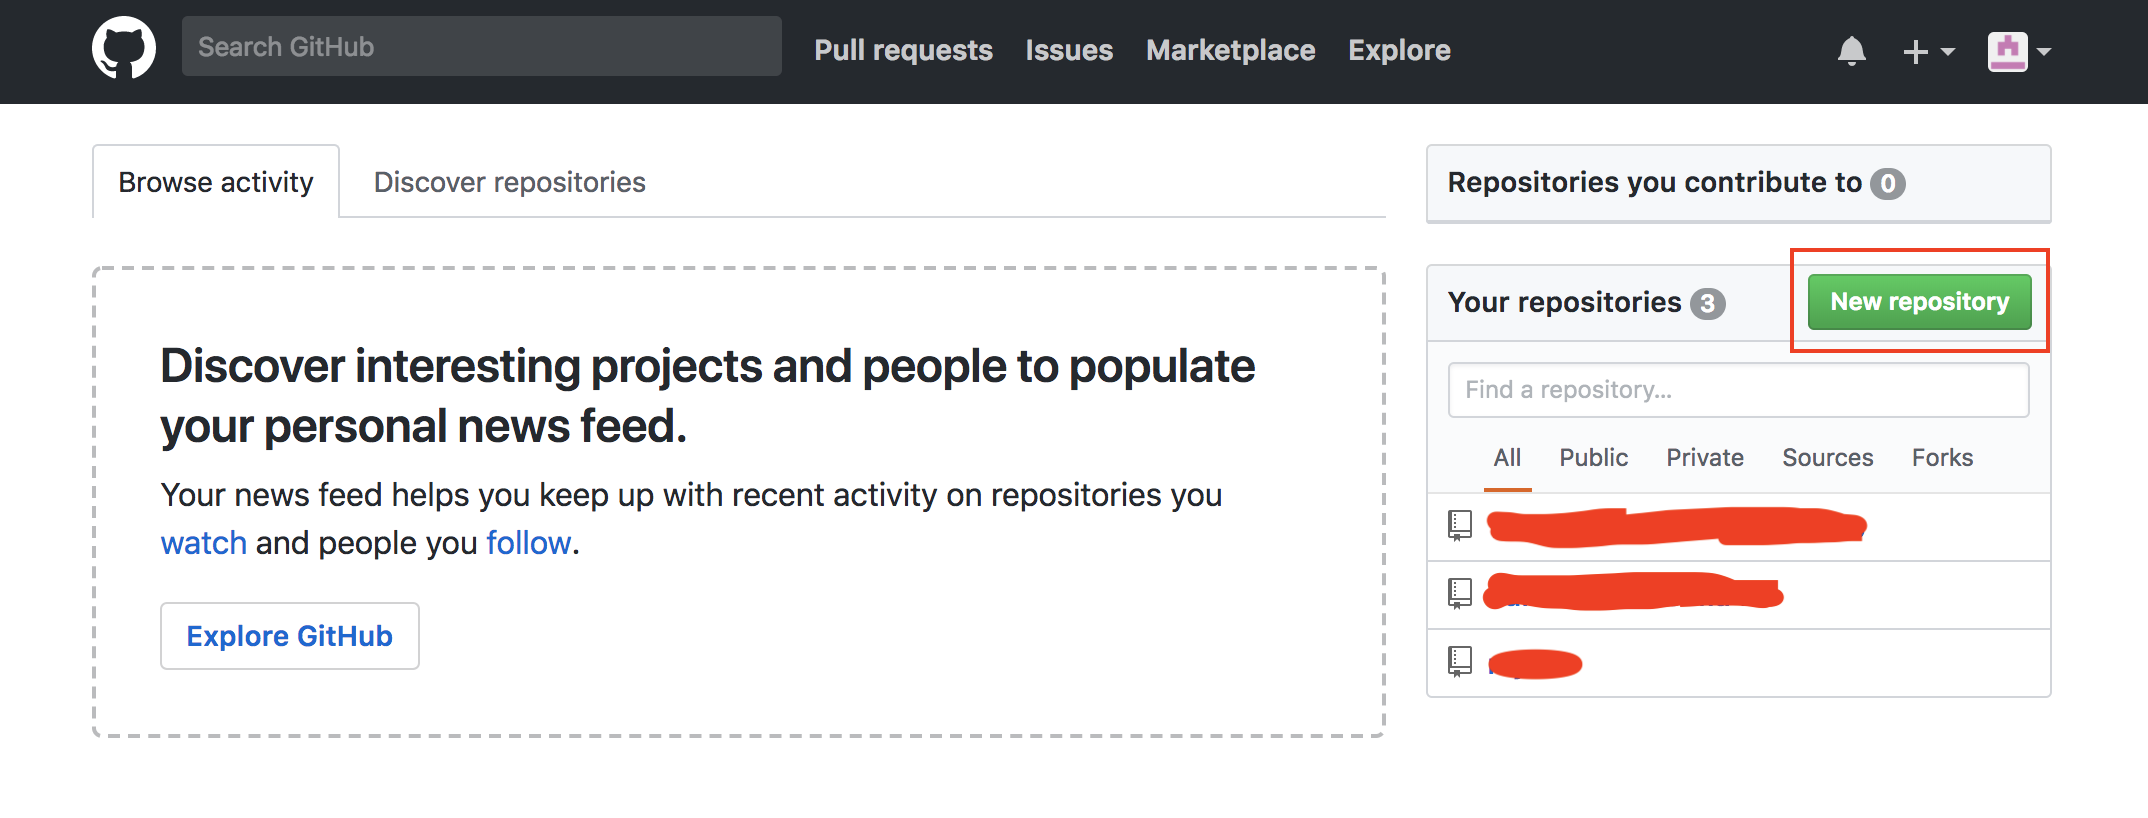 Search GitHub
Pull requests Issues Marketplace Explore
Browse activity Discover repositories
Discover interesting projects and people to populate
your personal news feed.
Your news feed helps you keep up with recent activity on repositories you
watch and people you follow.
Explore GitHub
Repositories you contribute to 0
Your repositories 3 New repository
Find a repository...
All Public Private Sources Forks